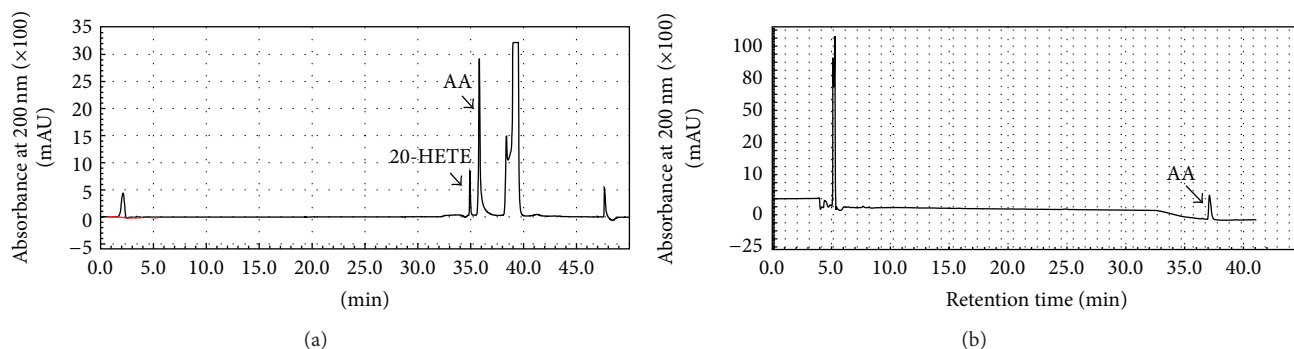 Absorbance at 200 nm (×100)
(mAU)
35
30
25
20
15
10
5
0
−5
AA
20-HETE
0.0 5.0 10.0 15.0 20.0 25.0 30.0 35.0 40.0 45.0
(min)
(a)
Absorbance at 200 nm (×100)
(mAU)
100
80
50
20
10
0
−25
AA
0.0 5.0 10.0 15.0 20.0 25.0 30.0 35.0 40.0
Retention time (min)
(b)